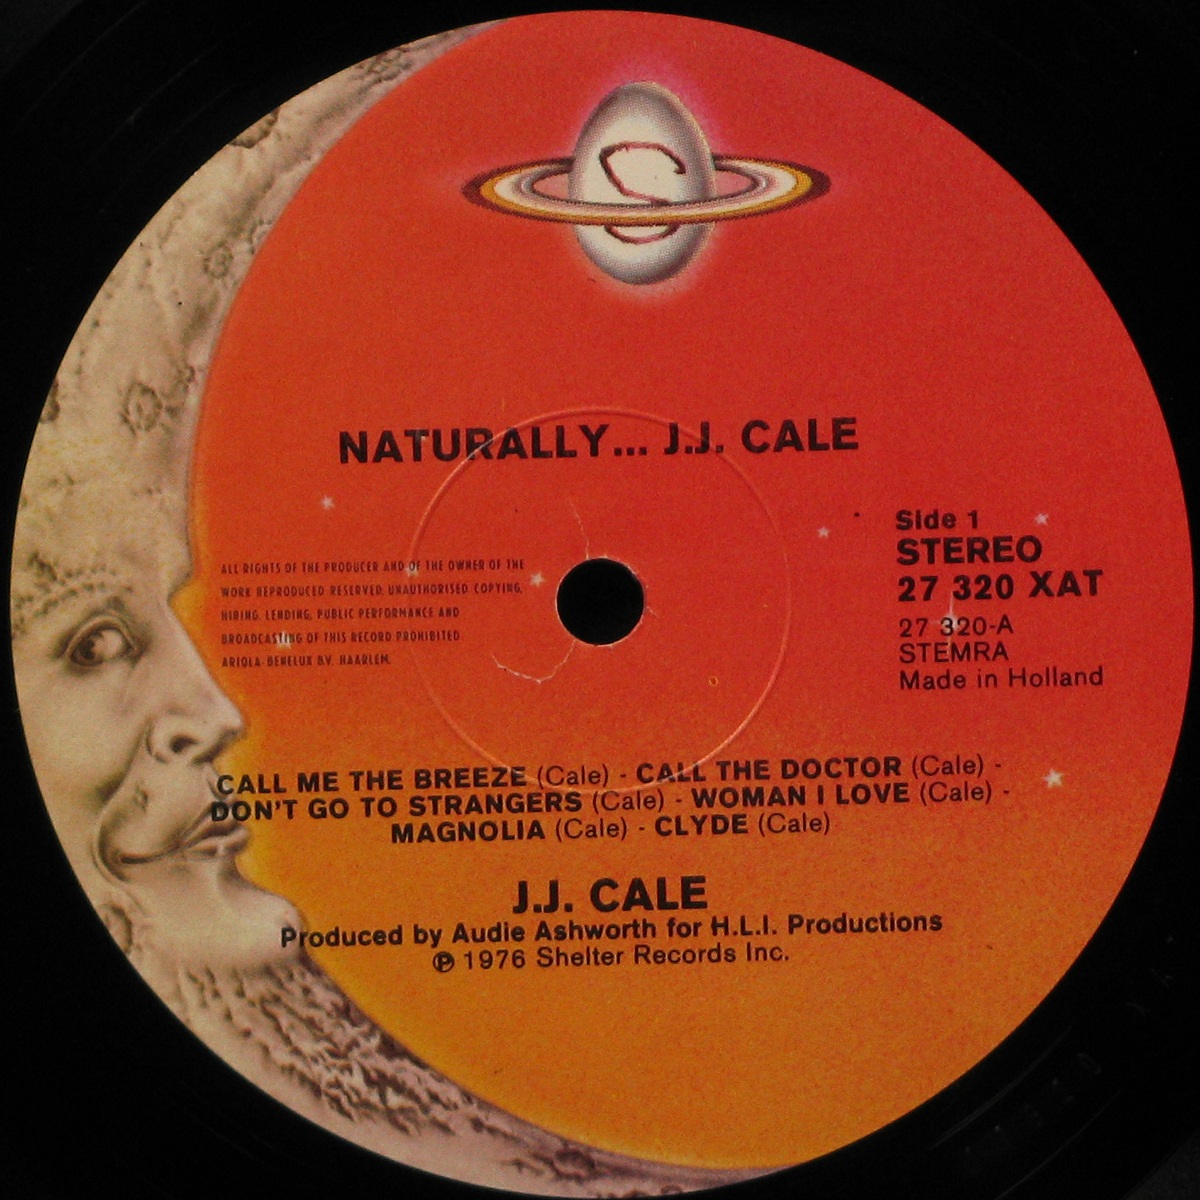 S
NATURALLY... J.J. CALE
Side 1
STEREO
27 320 XAT
27 320-A
STEMRA
Made in Holland
ALL RIGHTS OF THE PRODUCER AND OF THE OWNER OF THE
WORK REPRODUCED RESERVED. UNAUTHORISED COPYING,
HIRING, LENDING, PUBLIC PERFORMANCE AND
BROADCASTING OF THIS RECORD PROHIBITED.
ARIOLA-BENELUX B.V. HAARLEM.
CALL ME THE BREEZE (Cale) - CALL THE DOCTOR (Cale) -
DON'T GO TO STRANGERS (Cale) - WOMAN I LOVE (Cale) -
MAGNOLIA (Cale) - CLYDE (Cale)
J.J. CALE
Produced by Audie Ashworth for H.L.I. Productions
℗ 1976 Shelter Records Inc.